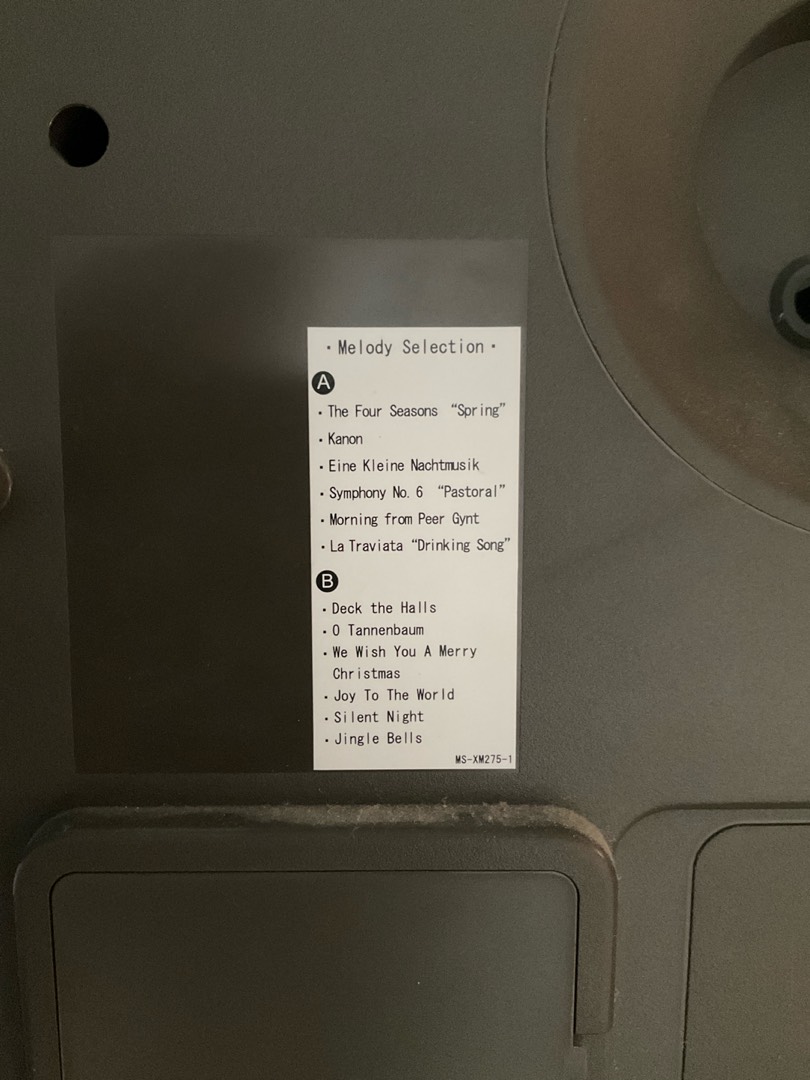 ・Melody Selection・
A
・The Four Seasons “Spring”
・Kanon
・Eine Kleine Nachtmusik
・Symphony No. 6 “Pastoral”
・Morning from Peer Gynt
・La Traviata “Drinking Song”
B
・Deck the Halls
・O Tannenbaum
・We Wish You A Merry
Christmas
・Joy To The World
・Silent Night
・Jingle Bells
MS-XM275-1